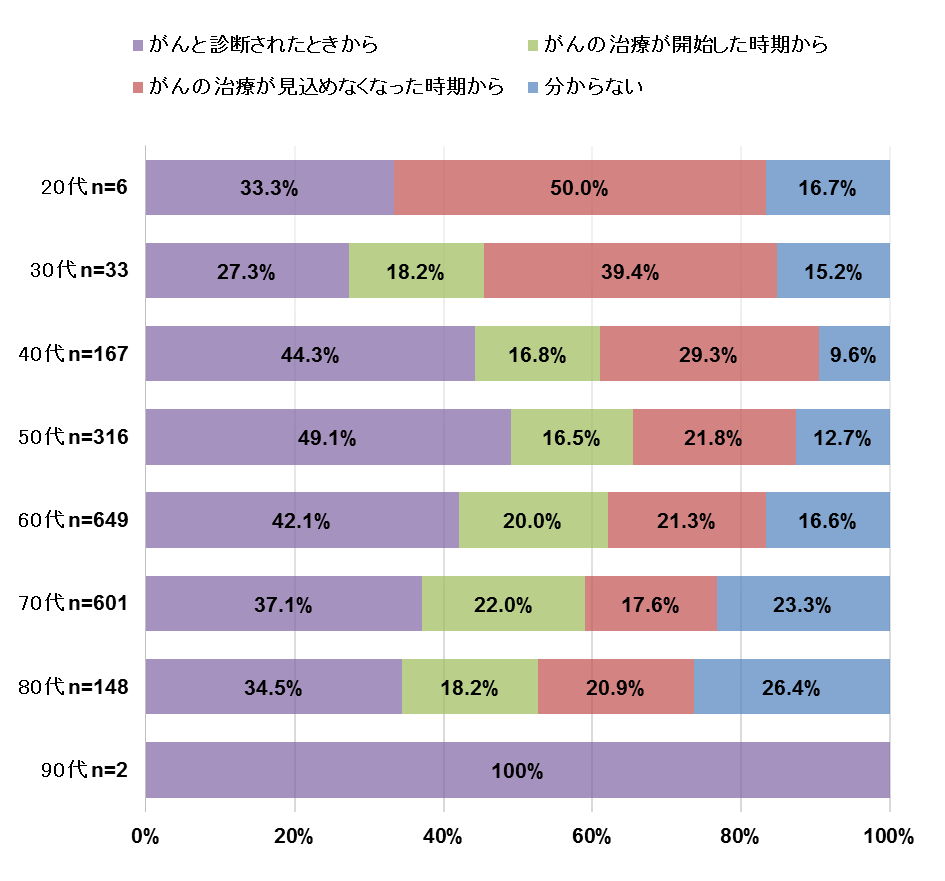 がんと診断されたときから がんの治療が開始した時期から
がんの治療が見込めなくなった時期から 分からない
20代 n=6 33.3% 50.0% 16.7%
30代 n=33 27.3% 18.2% 39.4% 15.2%
40代 n=167 44.3% 16.8% 29.3% 9.6%
50代 n=316 49.1% 16.5% 21.8% 12.7%
60代 n=649 42.1% 20.0% 21.3% 16.6%
70代 n=601 37.1% 22.0% 17.6% 23.3%
80代 n=148 34.5% 18.2% 20.9% 26.4%
90代 n=2 100%
0% 20% 40% 60% 80% 100%